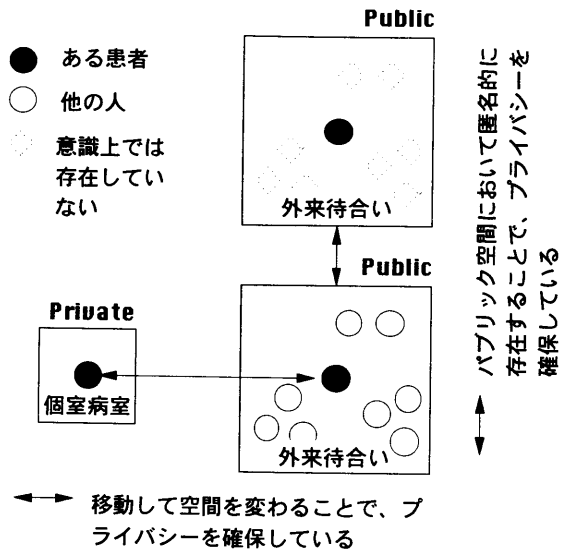 Public
ある患者
他の人
意識上では
存在してい
ない
外来待合い
Public
Private
個室病室
外来待合い
パブリック空間において匿名的に
存在することで、プライバシーを
確保している
移動して空間を変わることで、プ
ライバシーを確保している